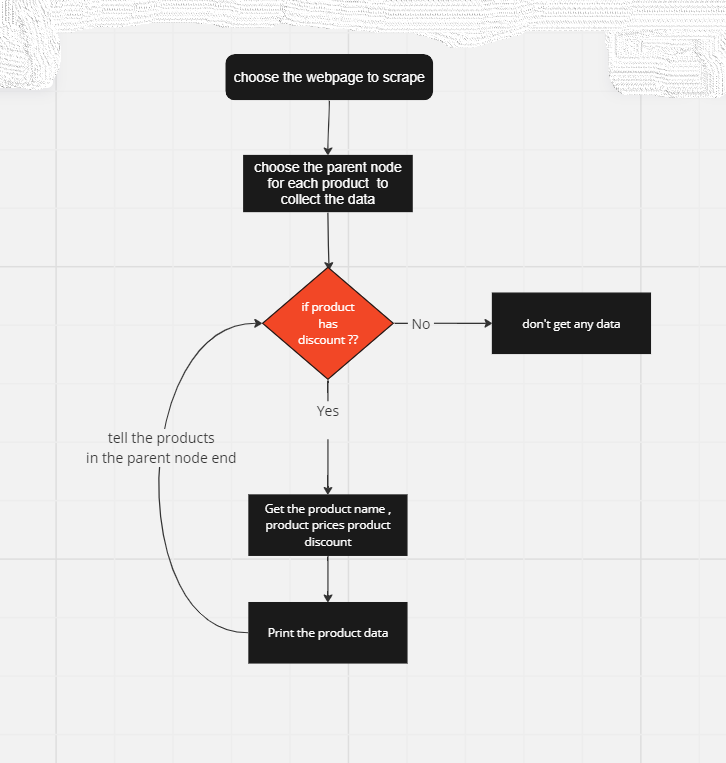 choose the webpage to scrape
choose the parent node
for each product to
collect the data
if product
has
discount ??
No
don't get any data
Yes
tell the products
in the parent node end
Get the product name ,
product prices product
discount
Print the product data